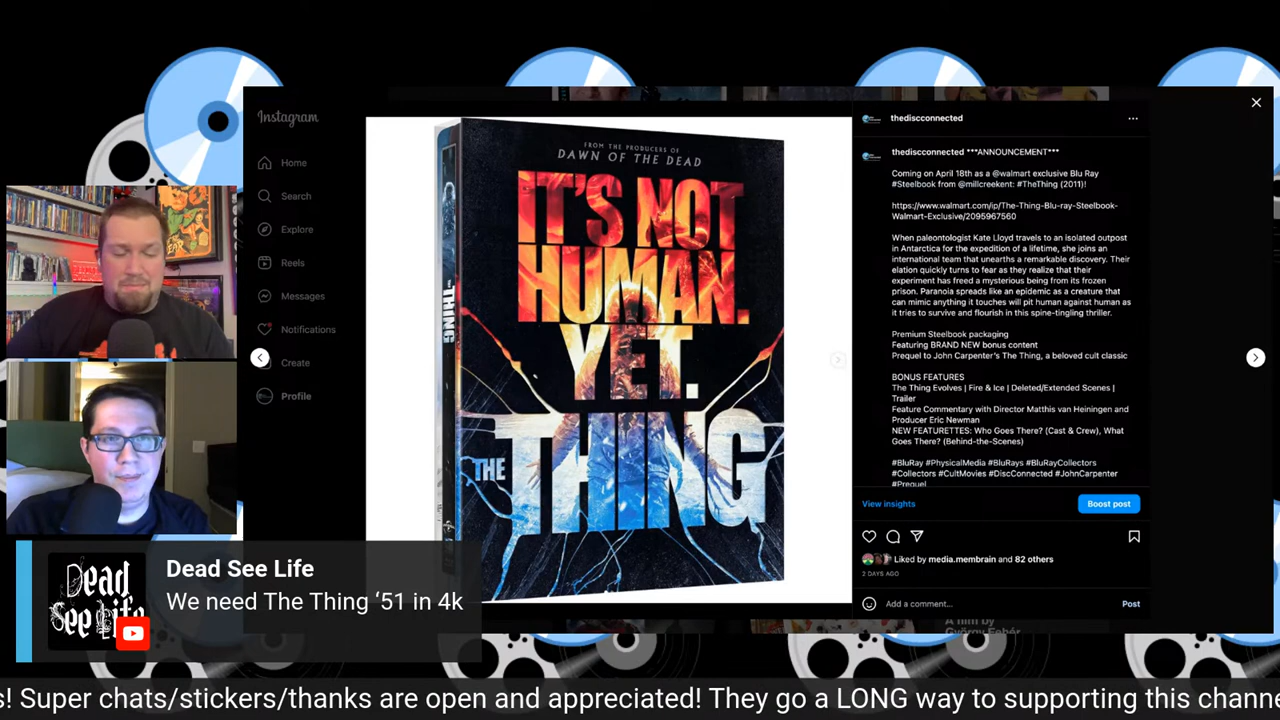 Instagram
Home
Search
Explore
Reels
Messages
Notifications
Create
Profile
FROM THE PRODUCERS OF
DAWN OF THE DEAD
IT'S NOT
HUMAN.
YET.
THE THING
THE THING
thediscconnected
thediscconnected ***ANNOUNCEMENT***
Coming on April 18th as a @walmart exclusive Blu Ray
#Steelbook from @millcreekent: #TheThing (2011)!
https://www.walmart.com/ip/The-Thing-Blu-ray-Steelbook-
Walmart-Exclusive/2095967560
When paleontologist Kate Lloyd travels to an isolated outpost
in Antarctica for the expedition of a lifetime, she joins an
international team that unearths a remarkable discovery. Their
elation quickly turns to fear as they realize that their
experiment has freed a mysterious being from its frozen
prison. Paranoia spreads like an epidemic as a creature that
can mimic anything it touches will pit human against human as
it tries to survive and flourish in this spine-tingling thriller.
Premium Steelbook packaging
Featuring BRAND NEW bonus content
Prequel to John Carpenter's The Thing, a beloved cult classic
BONUS FEATURES
The Thing Evolves | Fire & Ice | Deleted/Extended Scenes |
Trailer
Feature Commentary with Director Matthis van Heiningen and
Producer Eric Newman
NEW FEATURETTES: Who Goes There? (Cast & Crew), What
Goes There? (Behind-the-Scenes)
#BluRay #PhysicalMedia #BluRays #BluRayCollectors
#Collectors #CultMovies #DiscConnected #JohnCarpenter
#Prequel
View insights
Boost post
Liked by media.membrain and 82 others
2 DAYS AGO
Add a comment...
Post
A film by
György Fehér
Dead See Life
Dead See Life
We need The Thing ‘51 in 4k
s! Super chats/stickers/thanks are open and appreciated! They go a LONG way to supporting this channe